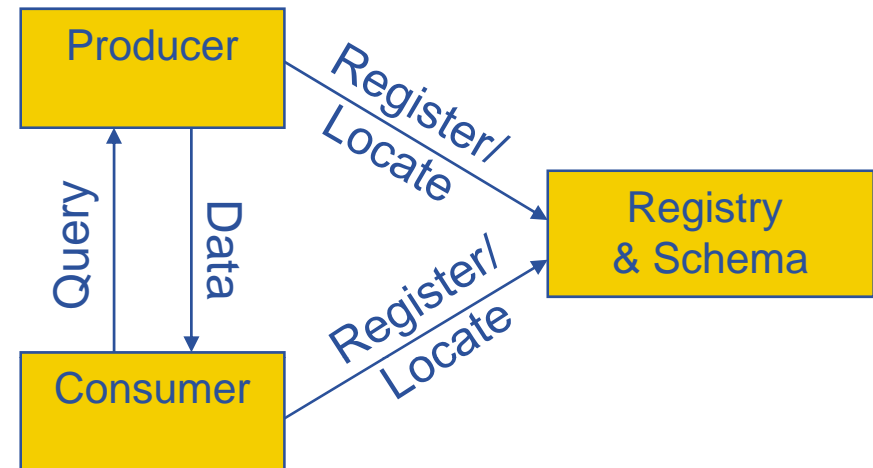 Producer
Register/
Locate
Registry
& Schema
Query
Data
Register/
Locate
Consumer